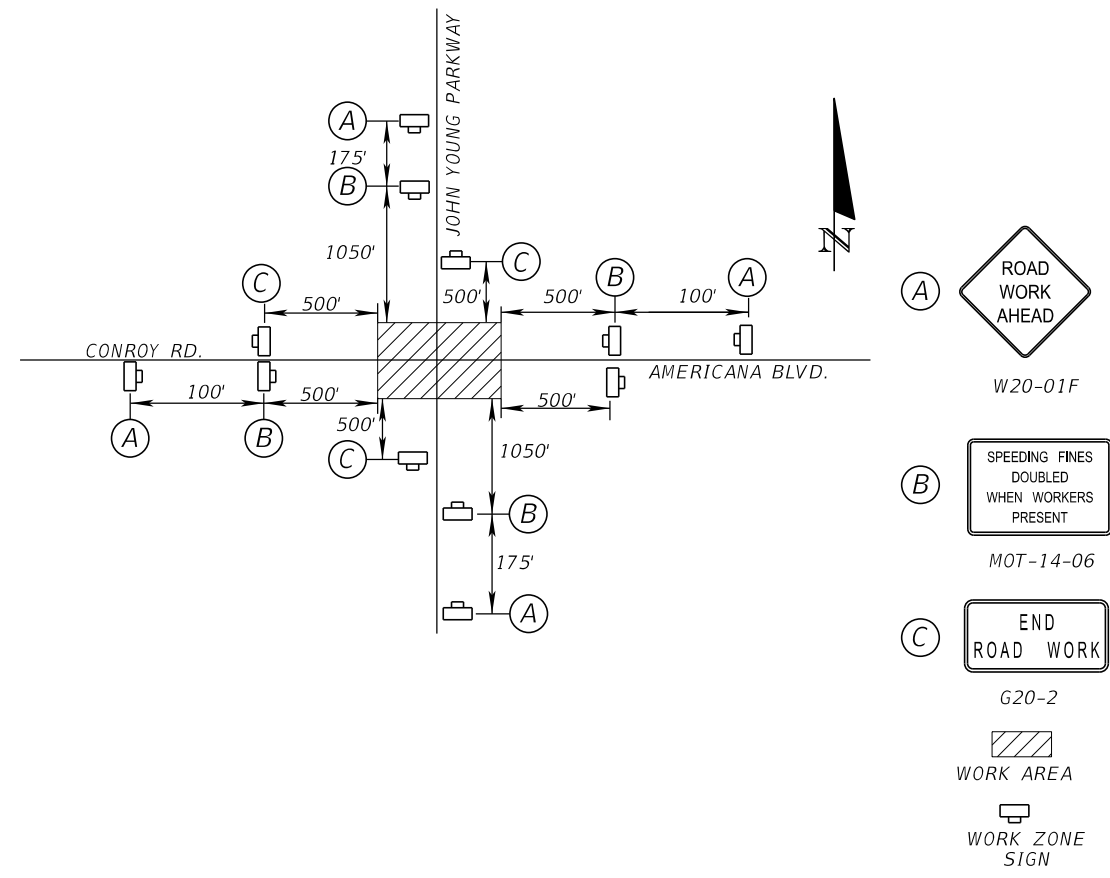 JOHN YOUNG PARKWAY
A
175'
B
1050'
C
500'
C
500'
500'
B
100'
A
N
CONROY RD.
AMERICANA BLVD.
A
100'
B
500'
500'
C
500'
1050'
B
175'
A
A
ROAD
WORK
AHEAD
W20-01F
B
SPEEDING FINES
DOUBLED
WHEN WORKERS
PRESENT
MOT-14-06
C
END
ROAD WORK
G20-2
WORK AREA
WORK ZONE
SIGN